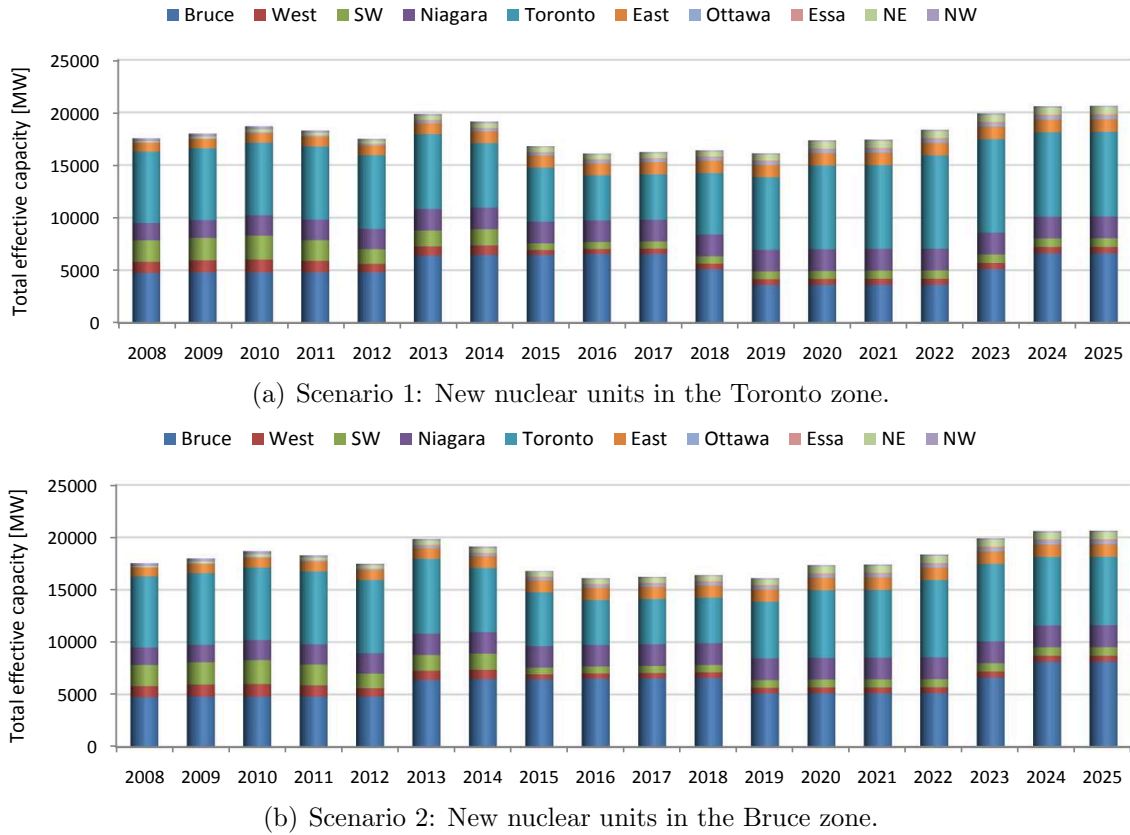 Bruce West SW Niagara Toronto East Ottawa Essa NE NW
Total effective capacity [MW]
25000
20000
15000
10000
5000
0
2008 2009 2010 2011 2012 2013 2014 2015 2016 2017 2018 2019 2020 2021 2022 2023 2024 2025
(a) Scenario 1: New nuclear units in the Toronto zone.
Bruce West SW Niagara Toronto East Ottawa Essa NE NW
Total effective capacity [MW]
25000
20000
15000
10000
5000
0
2008 2009 2010 2011 2012 2013 2014 2015 2016 2017 2018 2019 2020 2021 2022 2023 2024 2025
(b) Scenario 2: New nuclear units in the Bruce zone.